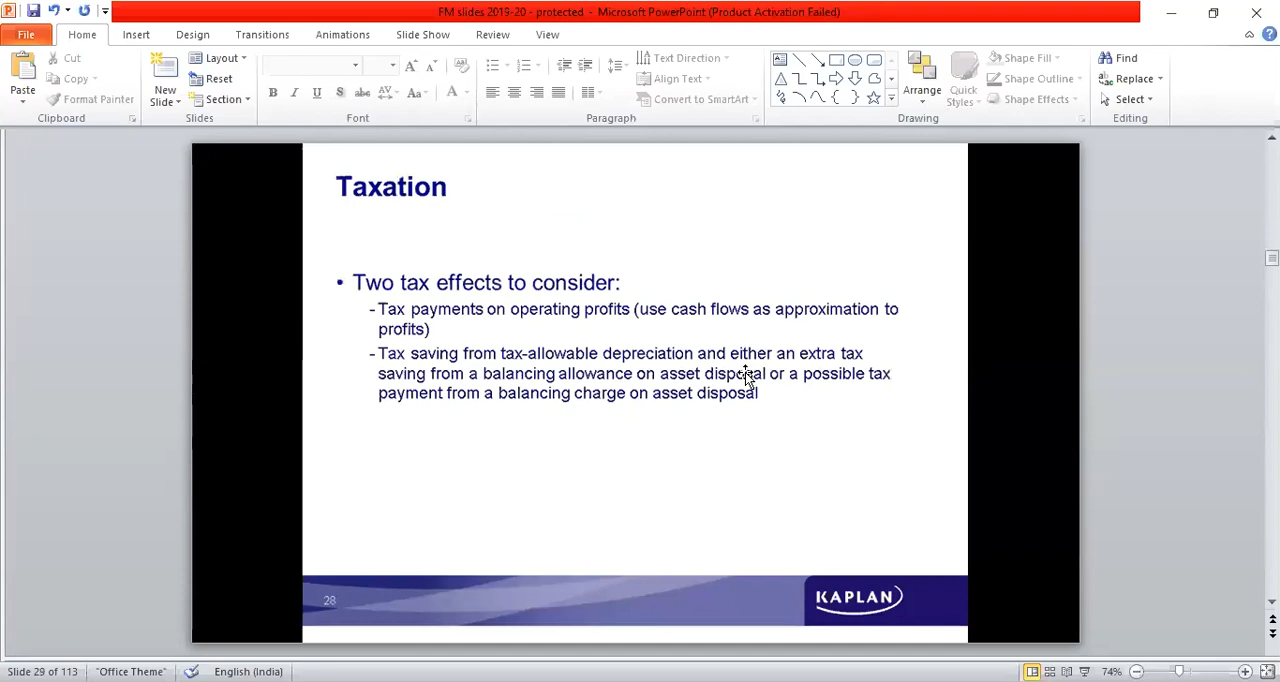 FM slides 2019-20 - protected - Microsoft PowerPoint (Product Activation Failed)
File Home Insert Design Transitions Animations Slide Show Review View
Paste
Cut
Copy
Format Painter
Clipboard
New
Slide
Layout
Reset
Section
Slides
B I U S abc AV Aa A
Font
Text Direction
Align Text
Convert to SmartArt
Paragraph
Arrange
Quick
Styles
Shape Fill
Shape Outline
Shape Effects
Drawing
Find
Replace
Select
Editing
Taxation
• Two tax effects to consider:
- Tax payments on operating profits (use cash flows as approximation to
profits)
- Tax saving from tax-allowable depreciation and either an extra tax
saving from a balancing allowance on asset disposal or a possible tax
payment from a balancing charge on asset disposal
28
KAPLAN
Slide 29 of 113 "Office Theme" English (India) 74%